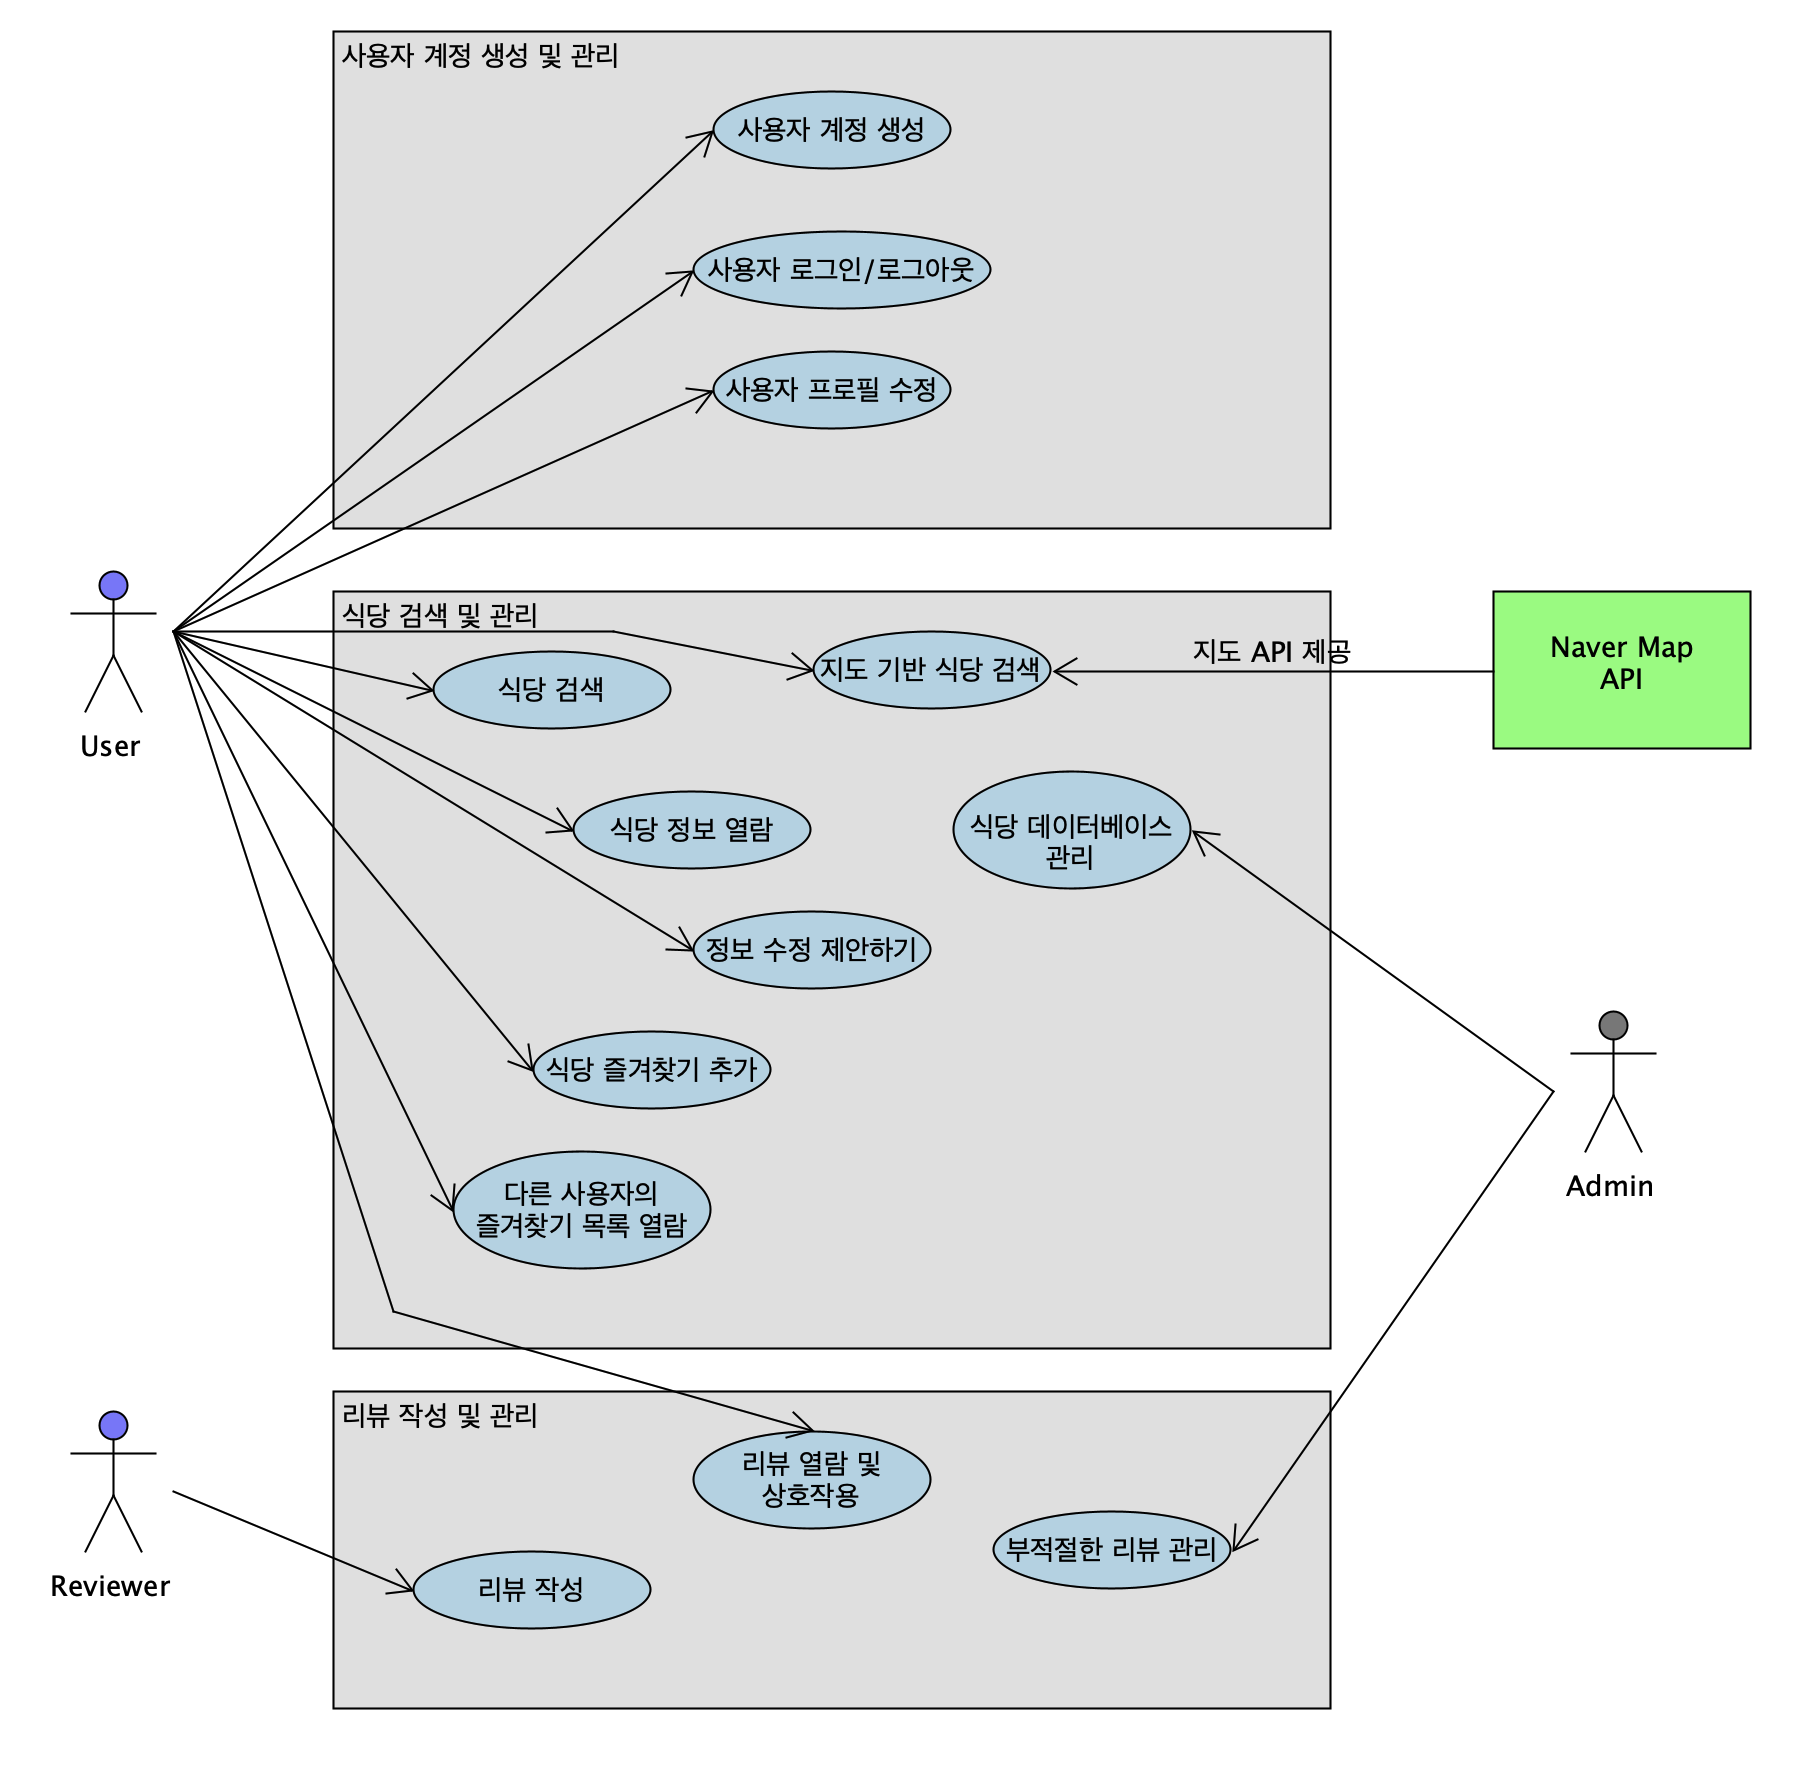 사용자 계정 생성 및 관리
사용자 계정 생성
사용자 로그인/로그아웃
사용자 프로필 수정
User
식당 검색 및 관리
식당 검색
지도 기반 식당 검색
지도 API 제공
Naver Map
API
식당 정보 열람
식당 데이터베이스
관리
정보 수정 제안하기
식당 즐겨찾기 추가
다른 사용자의
즐겨찾기 목록 열람
Admin
리뷰 작성 및 관리
리뷰 열람 및
상호작용
부적절한 리뷰 관리
리뷰 작성
Reviewer